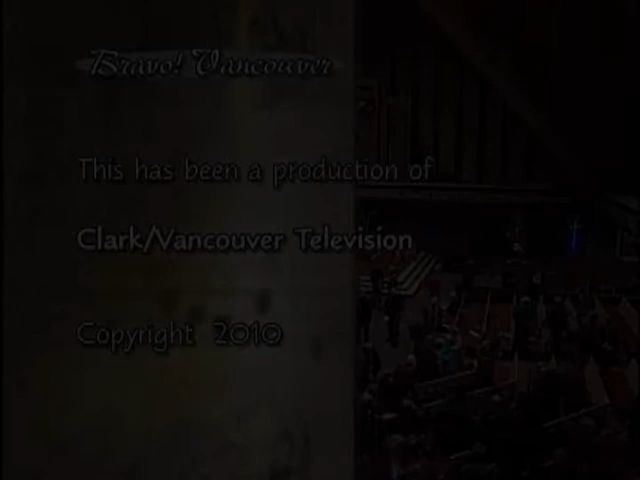 Bravo! Vancouver
This has been a production of
Clark/Vancouver Television
Copyright 2010